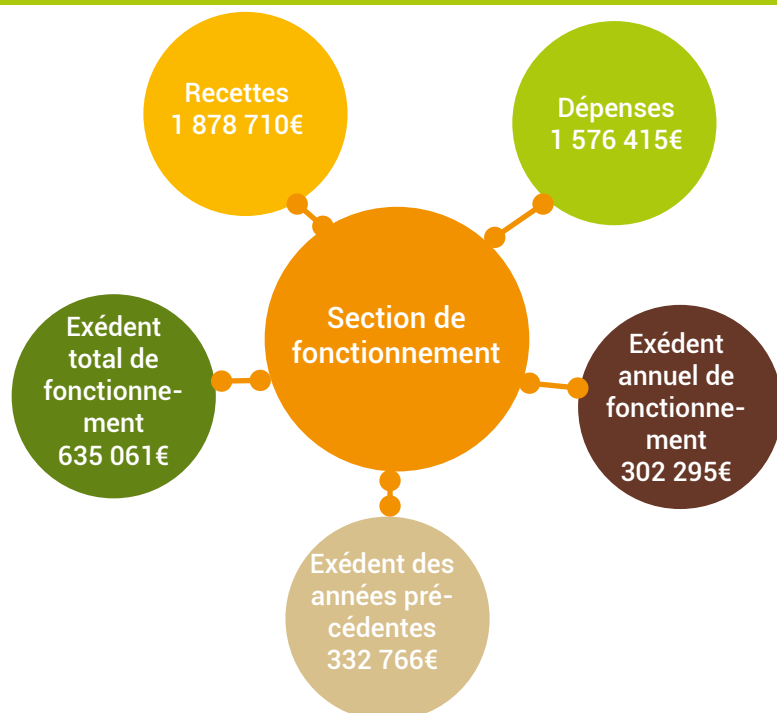 Recettes
1 878 710€
Dépenses
1 576 415€
Section de
fonctionnement
Exédent
total de
fonctionne-
ment
635 061€
Exédent
annuel de
fonctionne-
ment
302 295€
Exédent des
années pré-
cédentes
332 766€